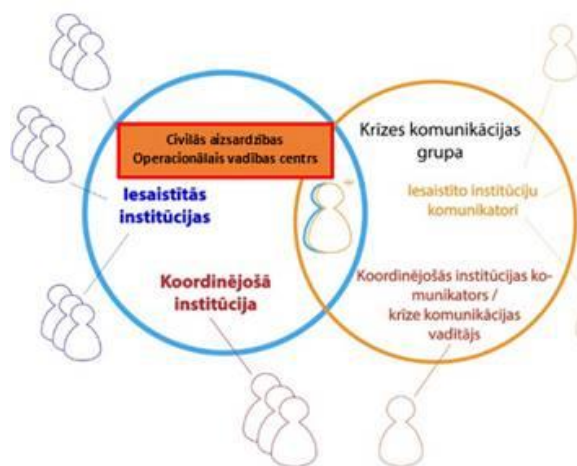 Civilās aizsardzības
Operacionālais vadības centrs
Iesaistītās
institūcijas
Koordinējošā
institūcija
Krīzes komunikācijas
grupa
Iesaistīto institūciju
komunikatori
Koordinējošās institūcijas ko-
munikators /
krīze komunikācijas
vadītājs